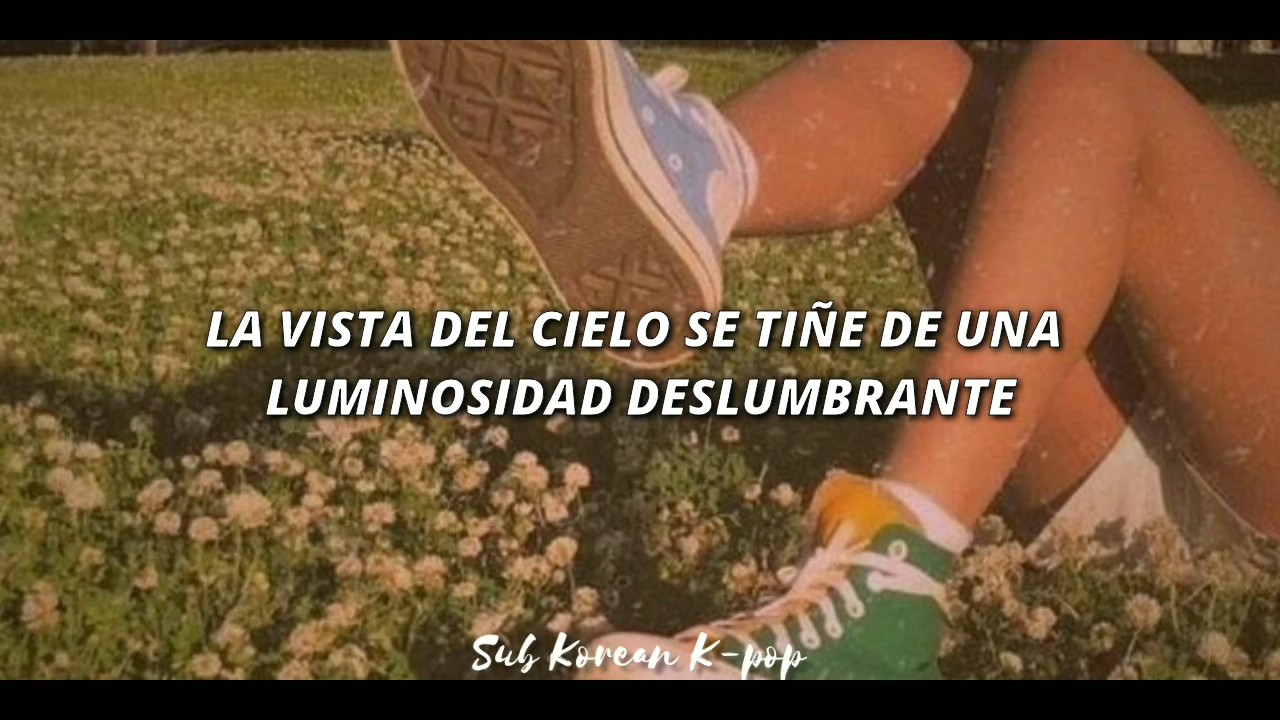 LA VISTA DEL CIELO SE TIÑE DE UNA
LUMINOSIDAD DESLUMBRANTE
Sub Korean K-pop